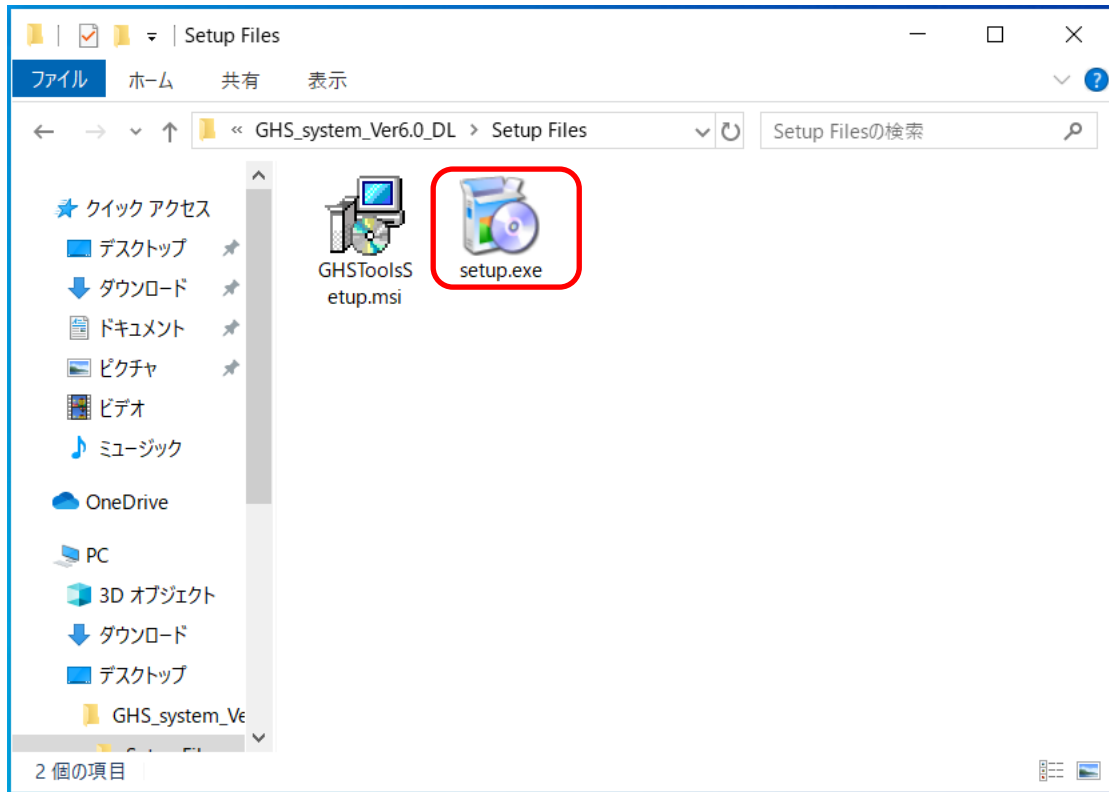 Setup Files
ファイル ホーム 共有 表示
« GHS_system_Ver6.0_DL > Setup Files
Setup Filesの検索
クイック アクセス
デスクトップ
ダウンロード
ドキュメント
ピクチャ
ビデオ
ミュージック
OneDrive
PC
3D オブジェクト
ダウンロード
デスクトップ
GHS_system_Ve
GHSToolsS
etup.msi
setup.exe
2 個の項目